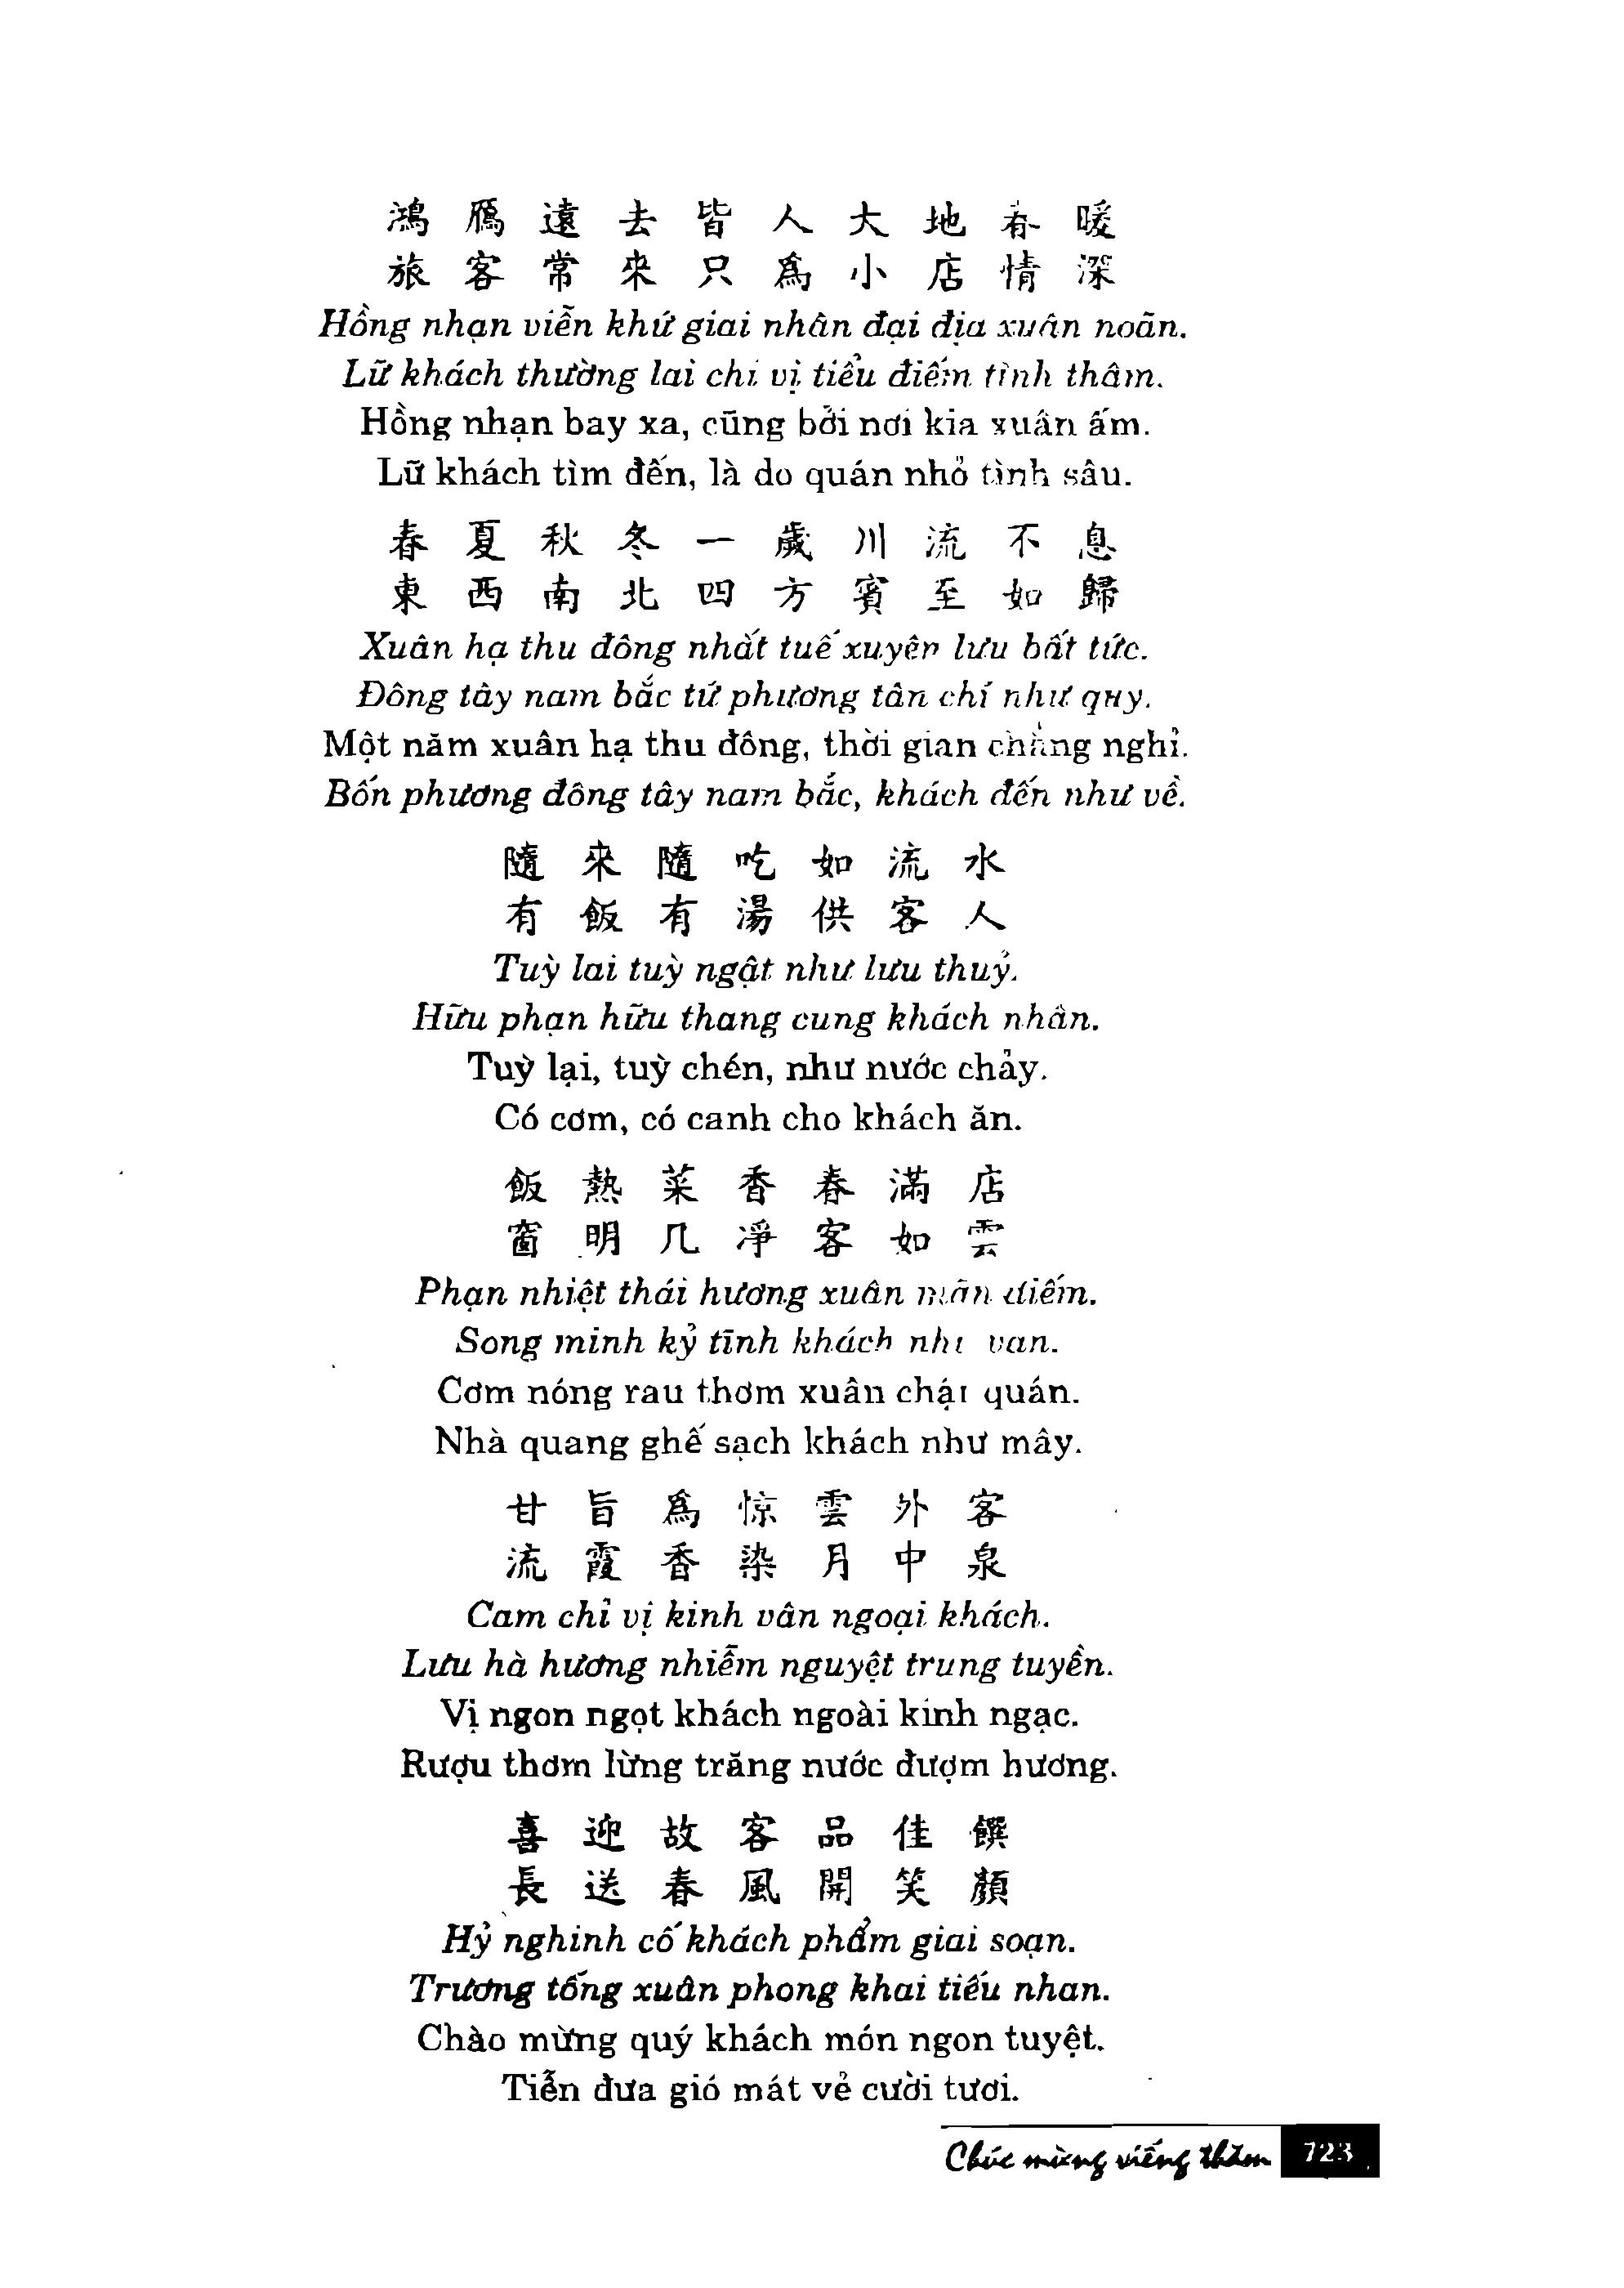 鴻鴈遠去皆人大地春暖
旅客常來只爲小店情深
Hồng nhạn viễn khứ giai nhân đại địa xuân noãn.
Lữ khách thường lai chỉ vị tiểu điếm tình thâm.
Hồng nhạn bay xa, cũng bởi nơi kia xuân ấm.
Lữ khách tìm đến, là do quán nhỏ tình sâu.
春夏秋冬一歲川流不息
東西南北四方賓至如歸
Xuân hạ thu đông nhất tuế xuyên lưu bất tức.
Đông tây nam bắc tứ phương tân chí như quy.
Một năm xuân hạ thu đông, thời gian chẳng nghỉ.
Bốn phương đông tây nam bắc, khách đến như về.
隨來隨吃如流水
有飯有湯供客人
Tuỳ lai tuỳ ngật như lưu thuỷ.
Hữu phạn hữu thang cung khách nhân.
Tuỳ lại, tuỳ chén, như nước chảy.
Có cơm, có canh cho khách ăn.
飯熱菜香春滿店
窗明几凈客如雲
Phạn nhiệt thái hương xuân mãn điếm.
Song minh kỷ tĩnh khách như van.
Cơm nóng rau thơm xuân chật quán.
Nhà quang ghế sạch khách như mây.
甘旨爲惊雲外客
流霞香染月中泉
Cam chỉ vị kinh vân ngoại khách.
Lưu hà hương nhiễm nguyệt trung tuyền.
Vị ngon ngọt khách ngoài kinh ngạc.
Rượu thơm lừng trăng nước đượm hương.
喜迎故客品佳饌
長送春風開笑顏
Hỷ nghinh cố khách phẩm giai soạn.
Trương tống xuân phong khai tiếu nhan.
Chào mừng quý khách món ngon tuyệt.
Tiễn đưa gió mát vẻ cười tươi.
Chúc mừng viếng thăm 723